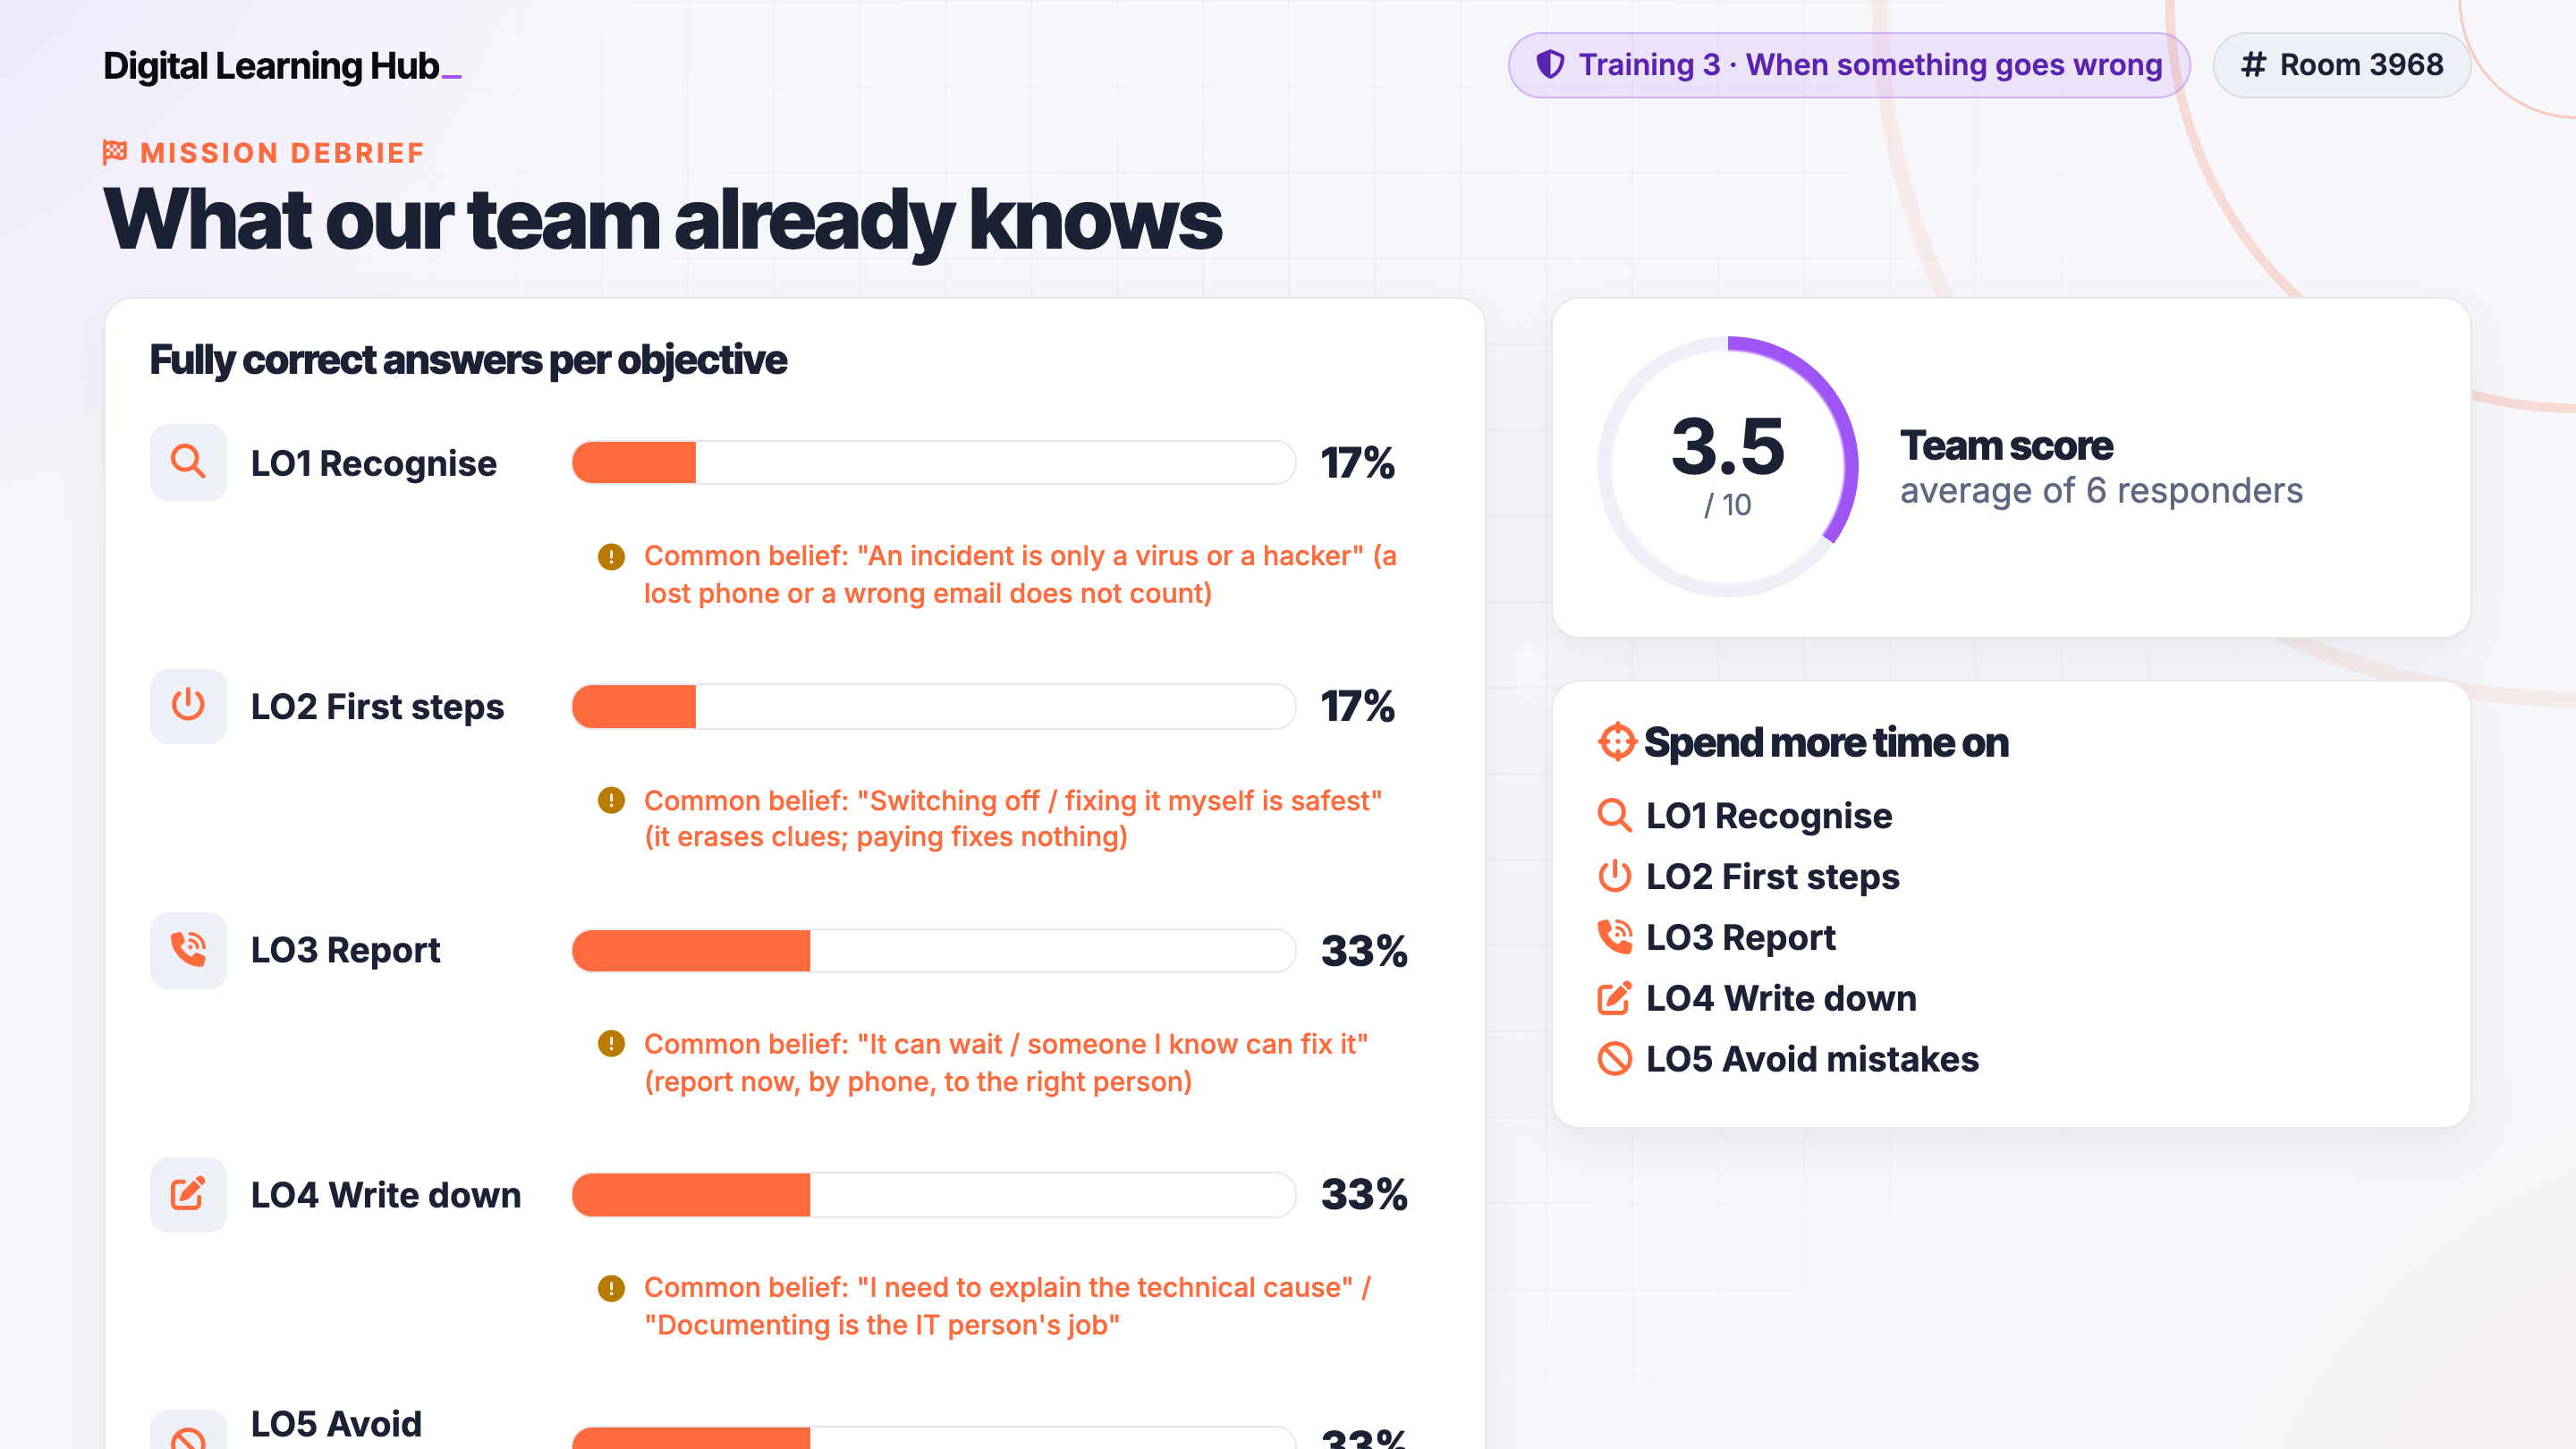 Digital Learning Hub_
Training 3 · When something goes wrong
# Room 3968
MISSION DEBRIEF
What our team already knows
Fully correct answers per objective
LO1 Recognise
17%
Common belief: "An incident is only a virus or a hacker" (a
lost phone or a wrong email does not count)
LO2 First steps
17%
Common belief: "Switching off / fixing it myself is safest"
(it erases clues; paying fixes nothing)
LO3 Report
33%
Common belief: "It can wait / someone I know can fix it"
(report now, by phone, to the right person)
LO4 Write down
33%
Common belief: "I need to explain the technical cause" /
"Documenting is the IT person's job"
LO5 Avoid
33%
3.5
/ 10
Team score
average of 6 responders
Spend more time on
LO1 Recognise
LO2 First steps
LO3 Report
LO4 Write down
LO5 Avoid mistakes